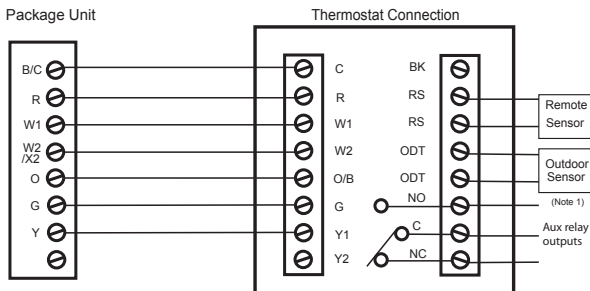 Package Unit
Thermostat Connection
B/C
R
W1
W2
/X2
O
G
Y
C
R
W1
W2
O/B
G
Y1
Y2
BK
RS
RS
ODT
ODT
NO
C
NC
Remote
Sensor
Outdoor
Sensor
(Note 1)
Aux relay
outputs